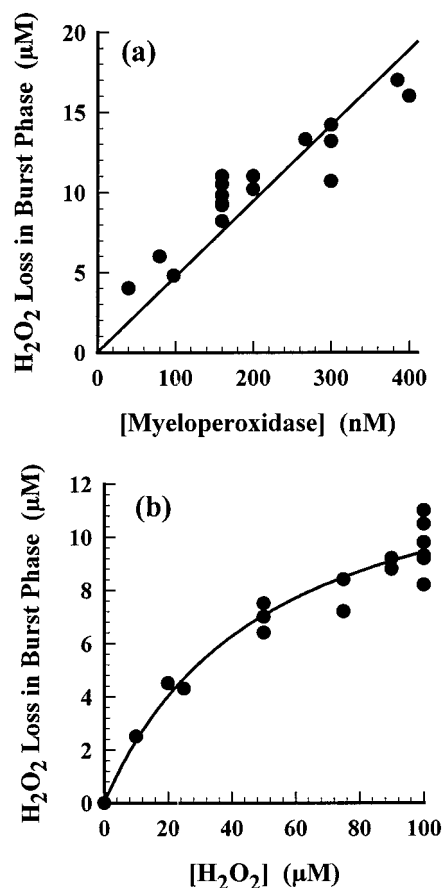 (a)
H₂O₂ Loss in Burst Phase (µM)
20
15
10
5
0
0 100 200 300 400
[Myeloperoxidase] (nM)
(b)
H₂O₂ Loss in Burst Phase (µM)
12
10
8
6
4
2
0
0 20 40 60 80 100
[H₂O₂] (µM)